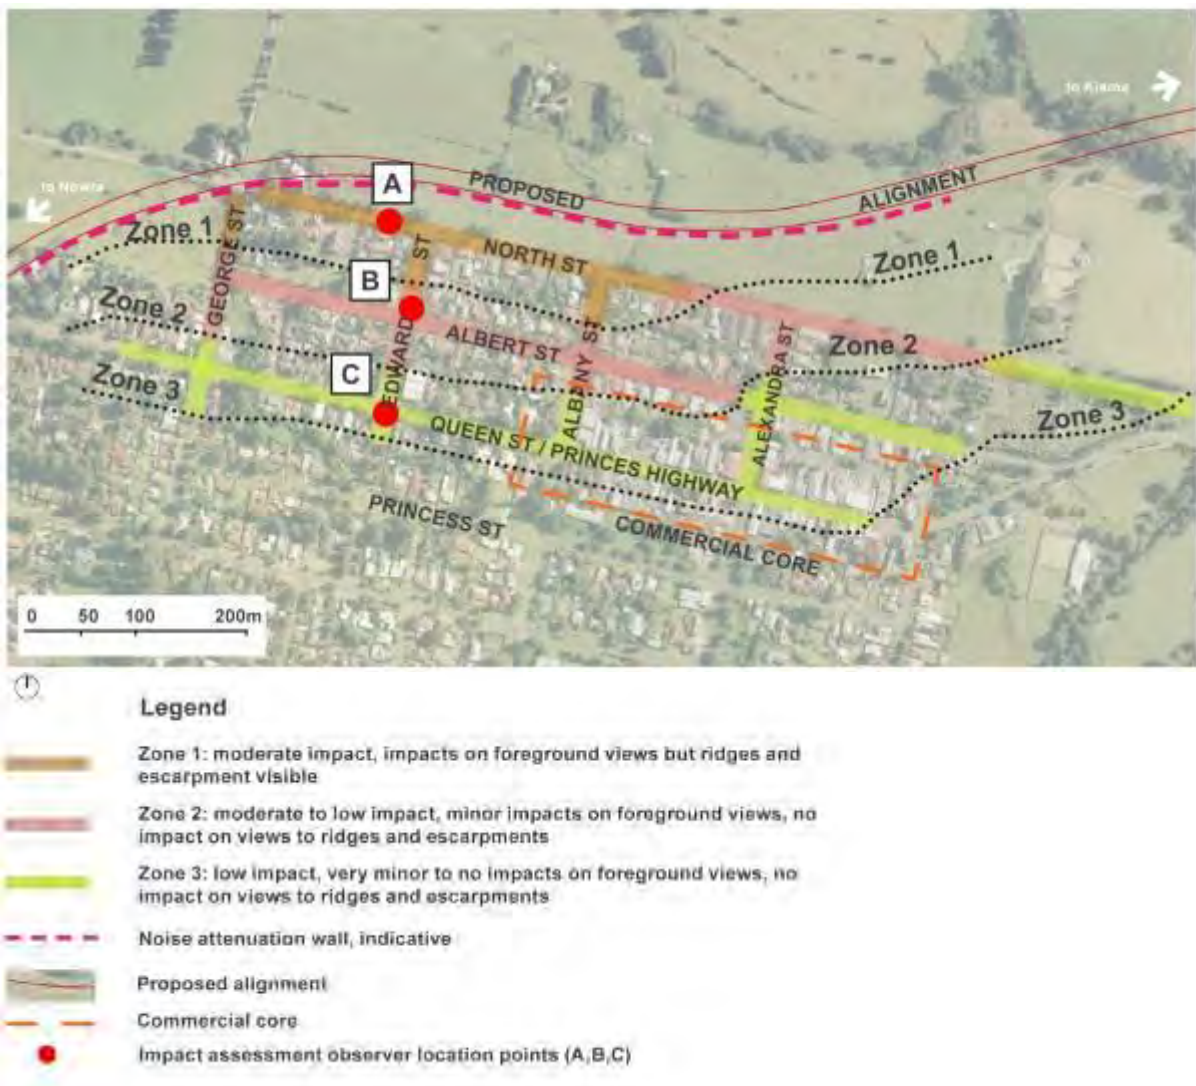 to Kiama
to Nowra
A
PROPOSED
ALIGNMENT
Zone 1
GEORGE ST
EDWARD ST
NORTH ST
Zone 1
B
Zone 2
ALBERT ST
ALBANY ST
ALEXANDRA ST
Zone 2
C
Zone 3
Zone 3
QUEEN ST / PRINCES HIGHWAY
PRINCESS ST
COMMERCIAL CORE
0 50 100 200m
Legend
Zone 1: moderate impact, impacts on foreground views but ridges and
escarpment visible
Zone 2: moderate to low impact, minor impacts on foreground views, no
impact on views to ridges and escarpments
Zone 3: low impact, very minor to no impacts on foreground views, no
impact on views to ridges and escarpments
Noise attenuation wall, indicative
Proposed alignment
Commercial core
Impact assessment observer location points (A,B,C)